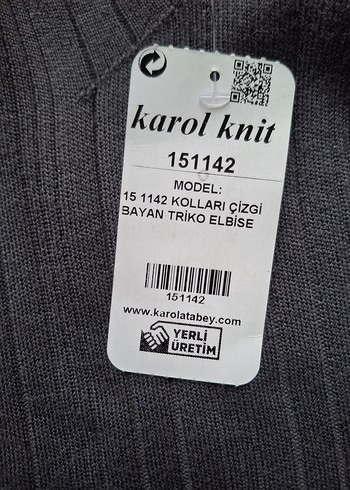 karol knit
151142
MODEL:
15 1142 KOLLARI ÇİZGİ
BAYAN TRİKO ELBİSE
151142
www.karolatabey.com
YERLİ
ÜRETİM